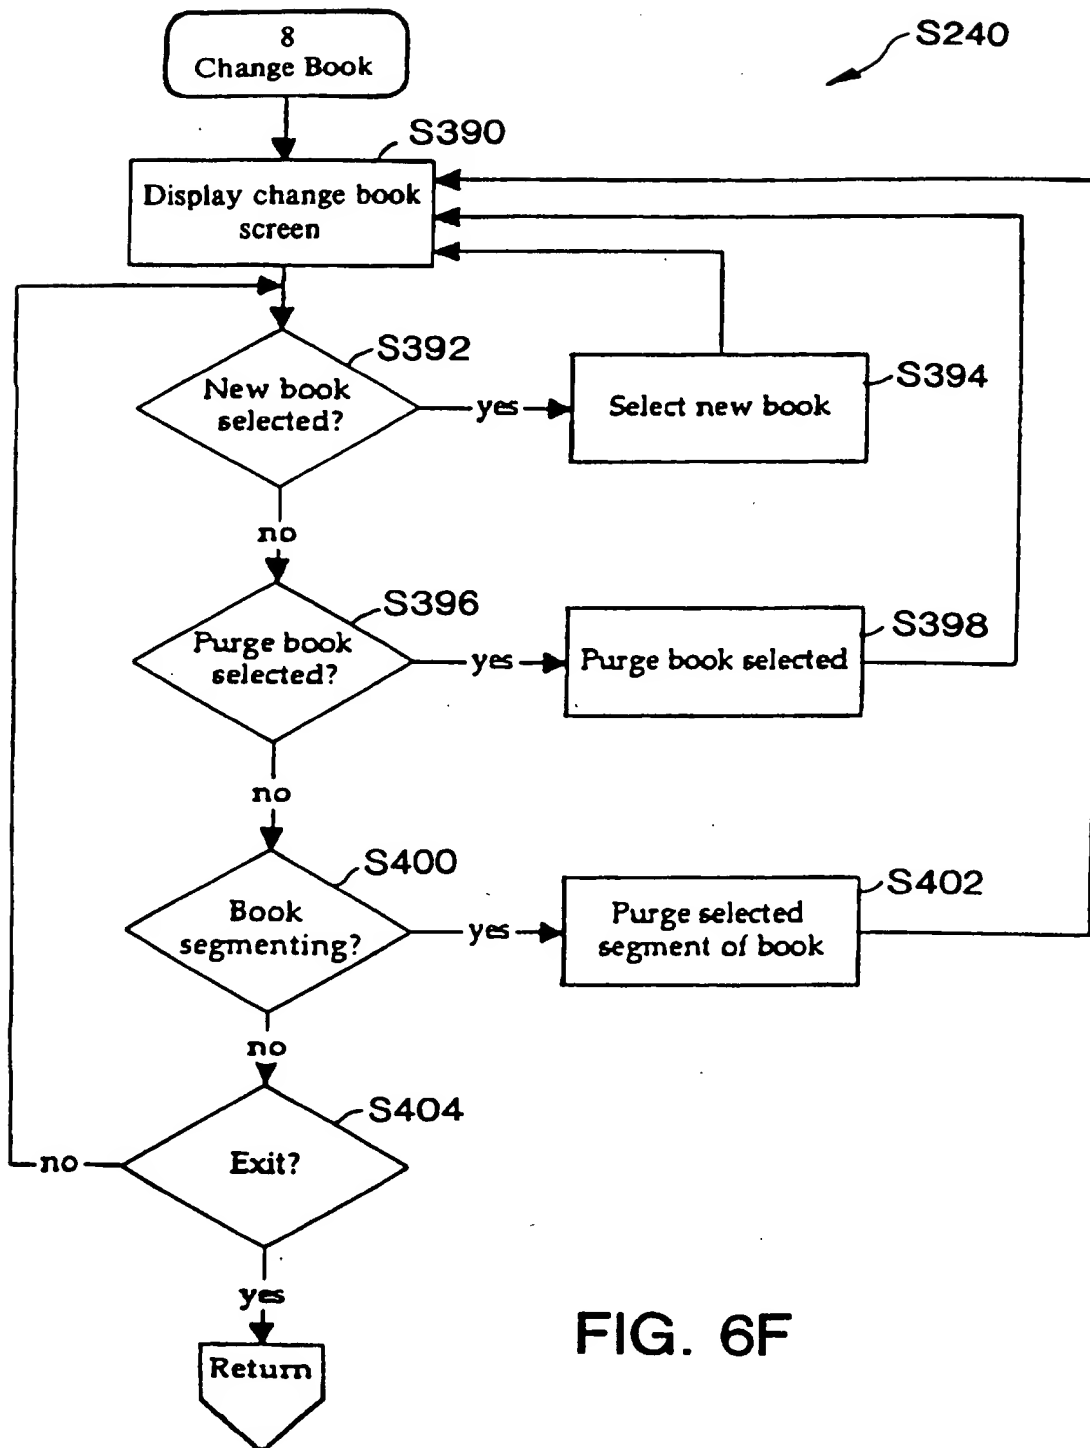 8
Change Book
S240
S390
Display change book
screen
S392
New book
selected?
yes
Select new book
S394
no
S396
Purge book
selected?
yes
Purge book selected
S398
no
S400
Book
segmenting?
yes
Purge selected
segment of book
S402
no
S404
Exit?
no
yes
Return
FIG. 6F